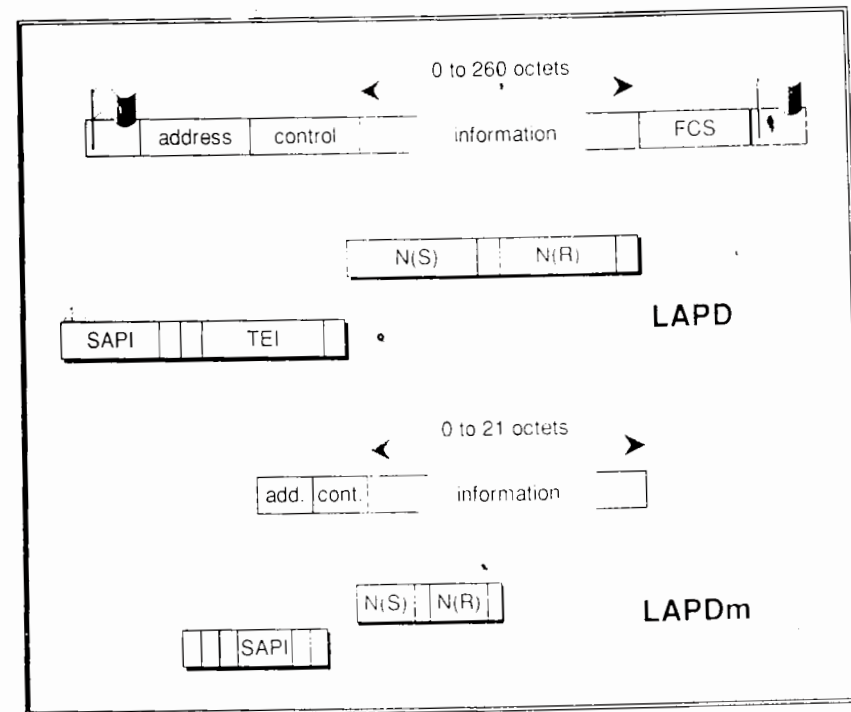 0 to 260 octets
address control information FCS
N(S) N(R)
LAPD
SAPI TEI
0 to 21 octets
add. cont. information
N(S) N(R)
LAPDm
SAPI